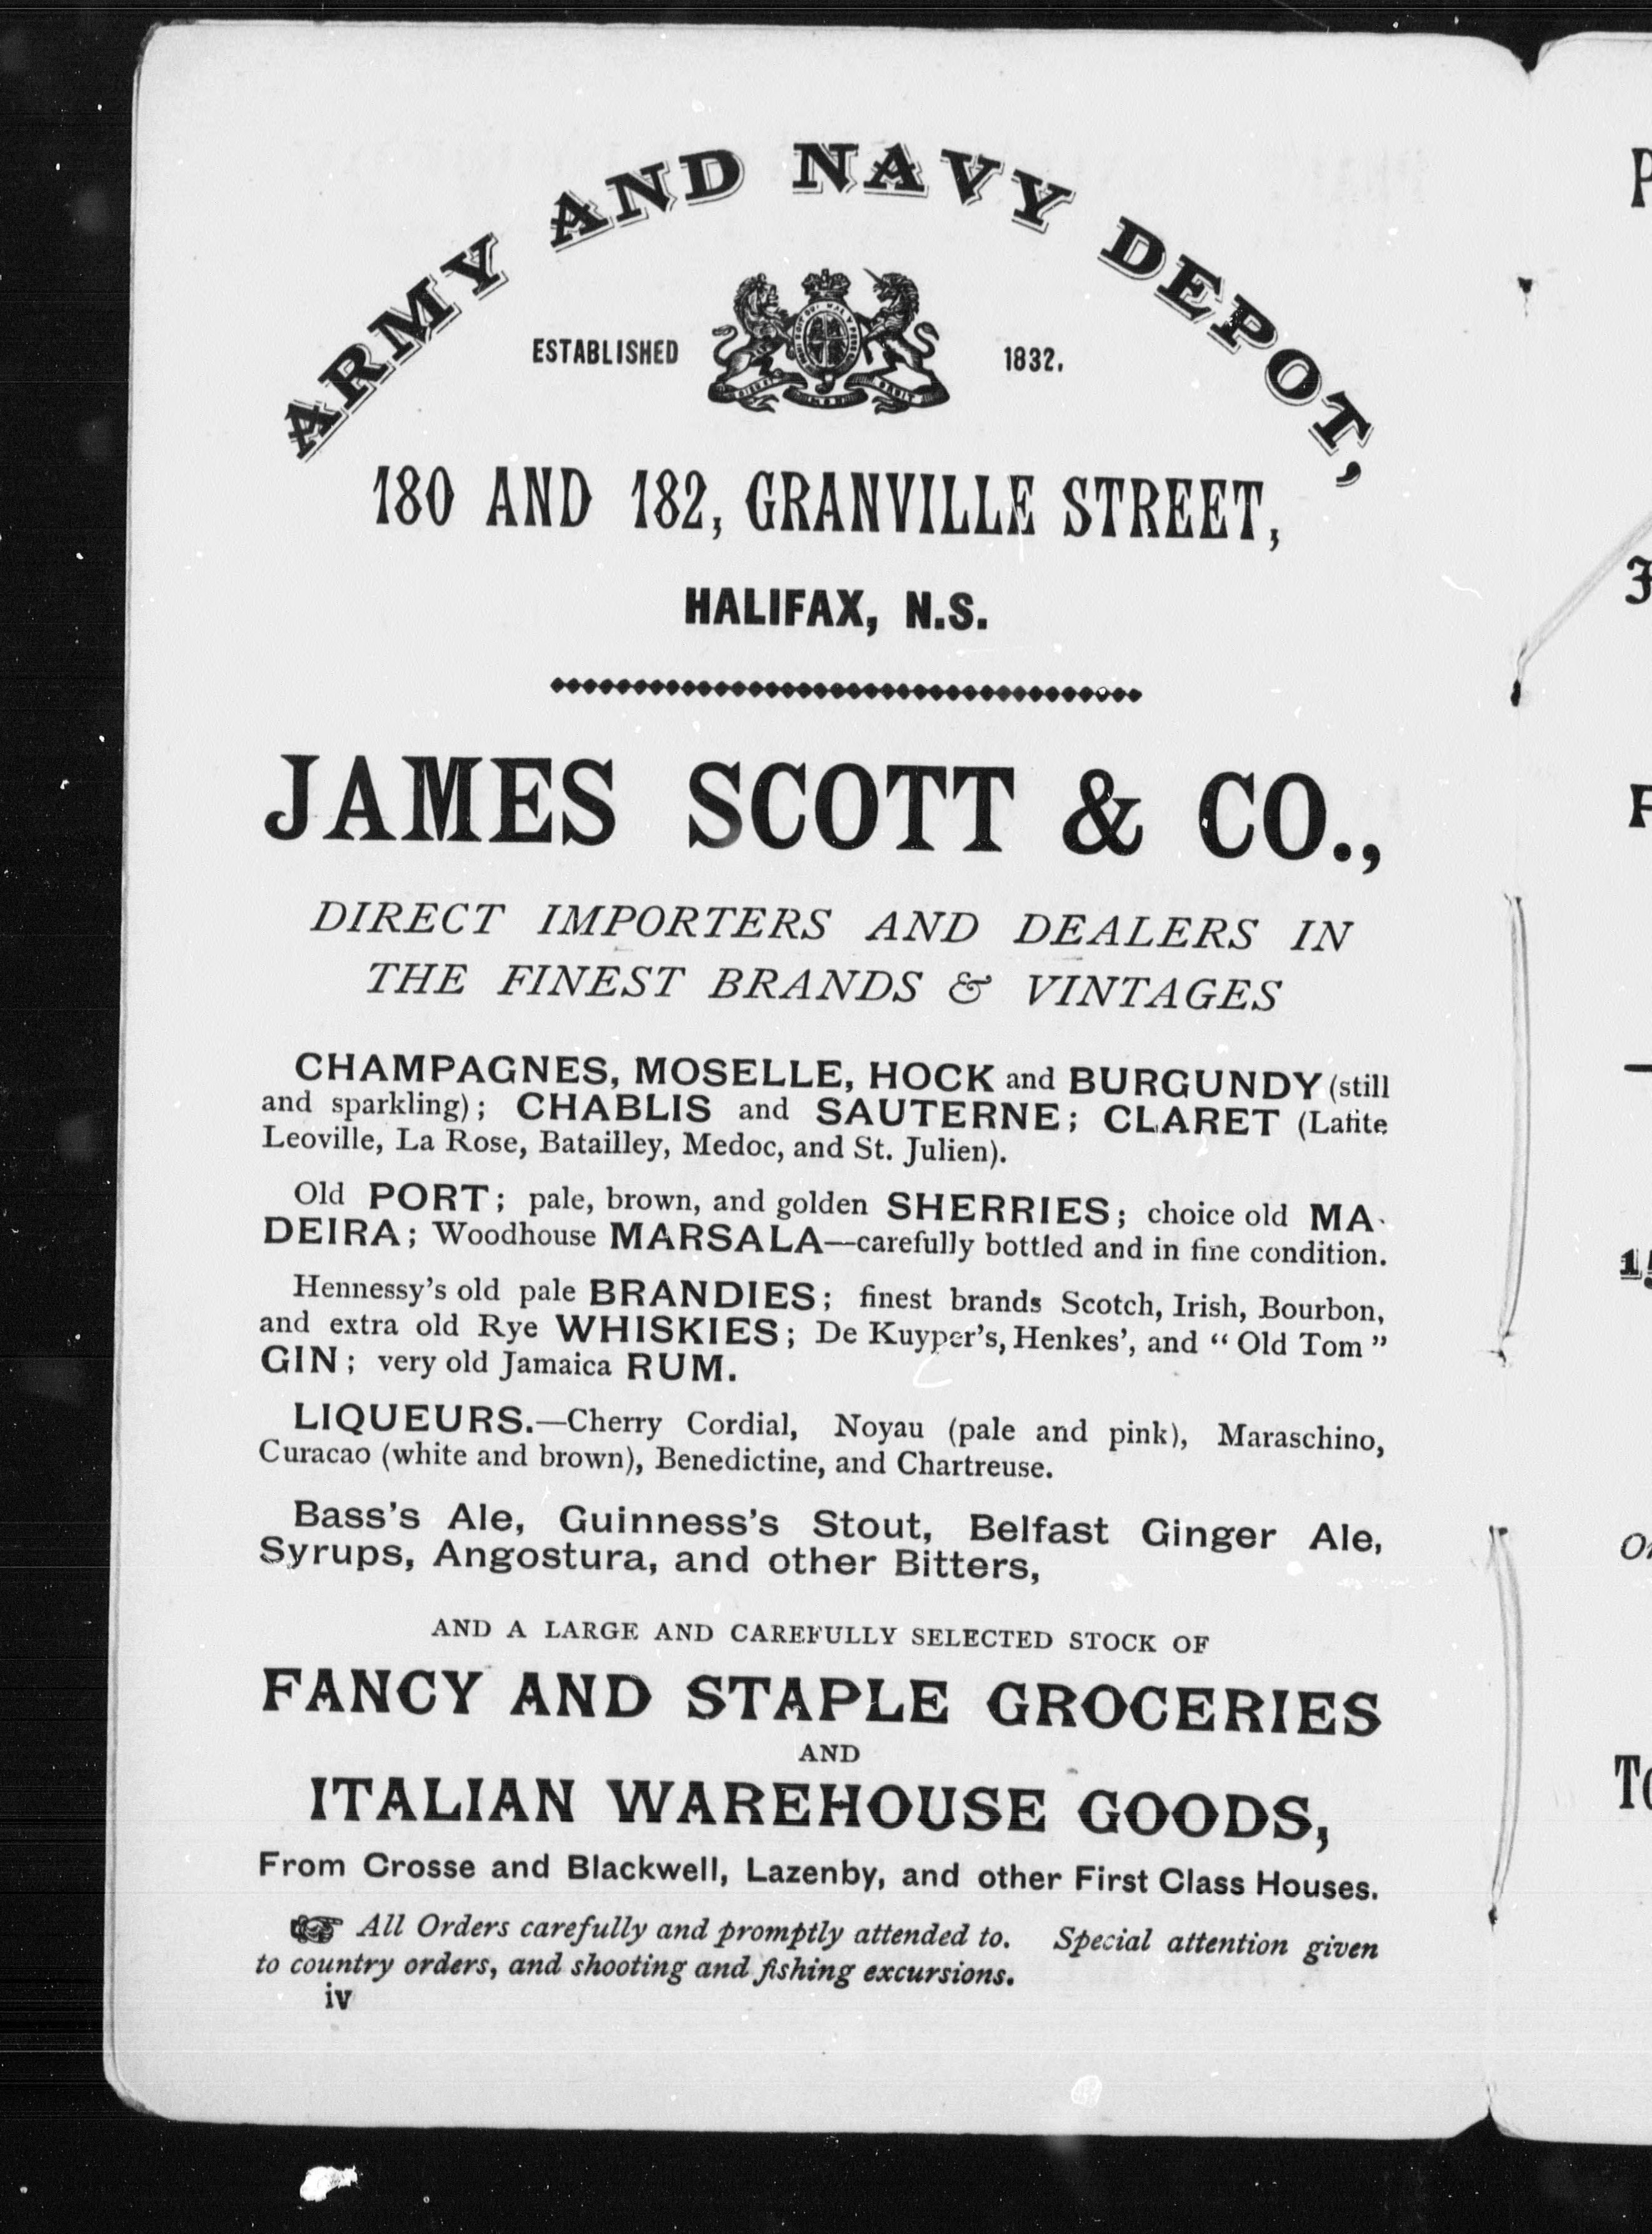 ARMY AND NAVY DEPOT,
ESTABLISHED 1832.
180 AND 182, GRANVILLE STREET,
HALIFAX, N.S.
JAMES SCOTT & CO.,
DIRECT IMPORTERS AND DEALERS IN
THE FINEST BRANDS & VINTAGES
CHAMPAGNES, MOSELLE, HOCK and BURGUNDY (still
and sparkling); CHABLIS and SAUTERNE; CLARET (Lafite
Leoville, La Rose, Batailley, Medoc, and St. Julien).
Old PORT; pale, brown, and golden SHERRIES; choice old MA-
DEIRA; Woodhouse MARSALA—carefully bottled and in fine condition.
Hennessy's old pale BRANDIES; finest brands Scotch, Irish, Bourbon,
and extra old Rye WHISKIES; De Kuyper's, Henkes', and "Old Tom"
GIN; very old Jamaica RUM.
LIQUEURS.—Cherry Cordial, Noyau (pale and pink), Maraschino,
Curacao (white and brown), Benedictine, and Chartreuse.
Bass's Ale, Guinness's Stout, Belfast Ginger Ale,
Syrups, Angostura, and other Bitters,
AND A LARGE AND CAREFULLY SELECTED STOCK OF
FANCY AND STAPLE GROCERIES
AND
ITALIAN WAREHOUSE GOODS,
From Crosse and Blackwell, Lazenby, and other First Class Houses.
☞ All Orders carefully and promptly attended to. Special attention given
to country orders, and shooting and fishing excursions.
iv